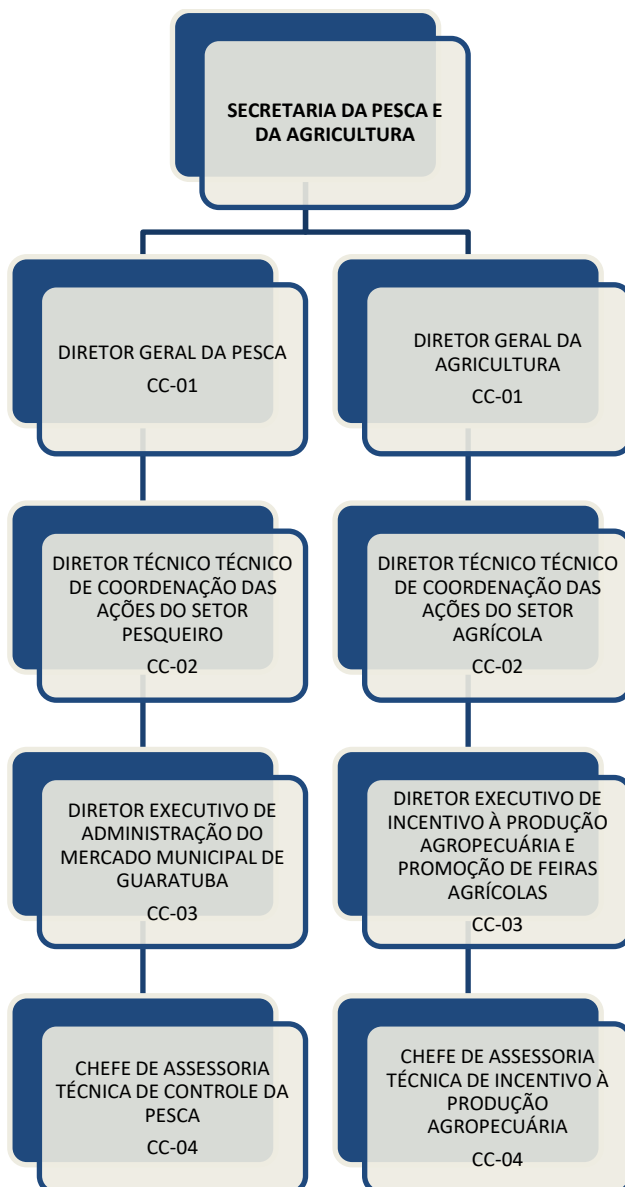 SECRETARIA DA PESCA E
DA AGRICULTURA
DIRETOR GERAL DA PESCA
CC-01
DIRETOR GERAL DA
AGRICULTURA
CC-01
DIRETOR TÉCNICO TÉCNICO
DE COORDENAÇÃO DAS
AÇÕES DO SETOR
PESQUEIRO
CC-02
DIRETOR TÉCNICO TÉCNICO
DE COORDENAÇÃO DAS
AÇÕES DO SETOR
AGRÍCOLA
CC-02
DIRETOR EXECUTIVO DE
ADMINISTRAÇÃO DO
MERCADO MUNICIPAL DE
GUARATUBA
CC-03
DIRETOR EXECUTIVO DE
INCENTIVO À PRODUÇÃO
AGROPECUÁRIA E
PROMOÇÃO DE FEIRAS
AGRÍCOLAS
CC-03
CHEFE DE ASSESSORIA
TÉCNICA DE CONTROLE DA
PESCA
CC-04
CHEFE DE ASSESSORIA
TÉCNICA DE INCENTIVO À
PRODUÇÃO
AGROPECUÁRIA
CC-04